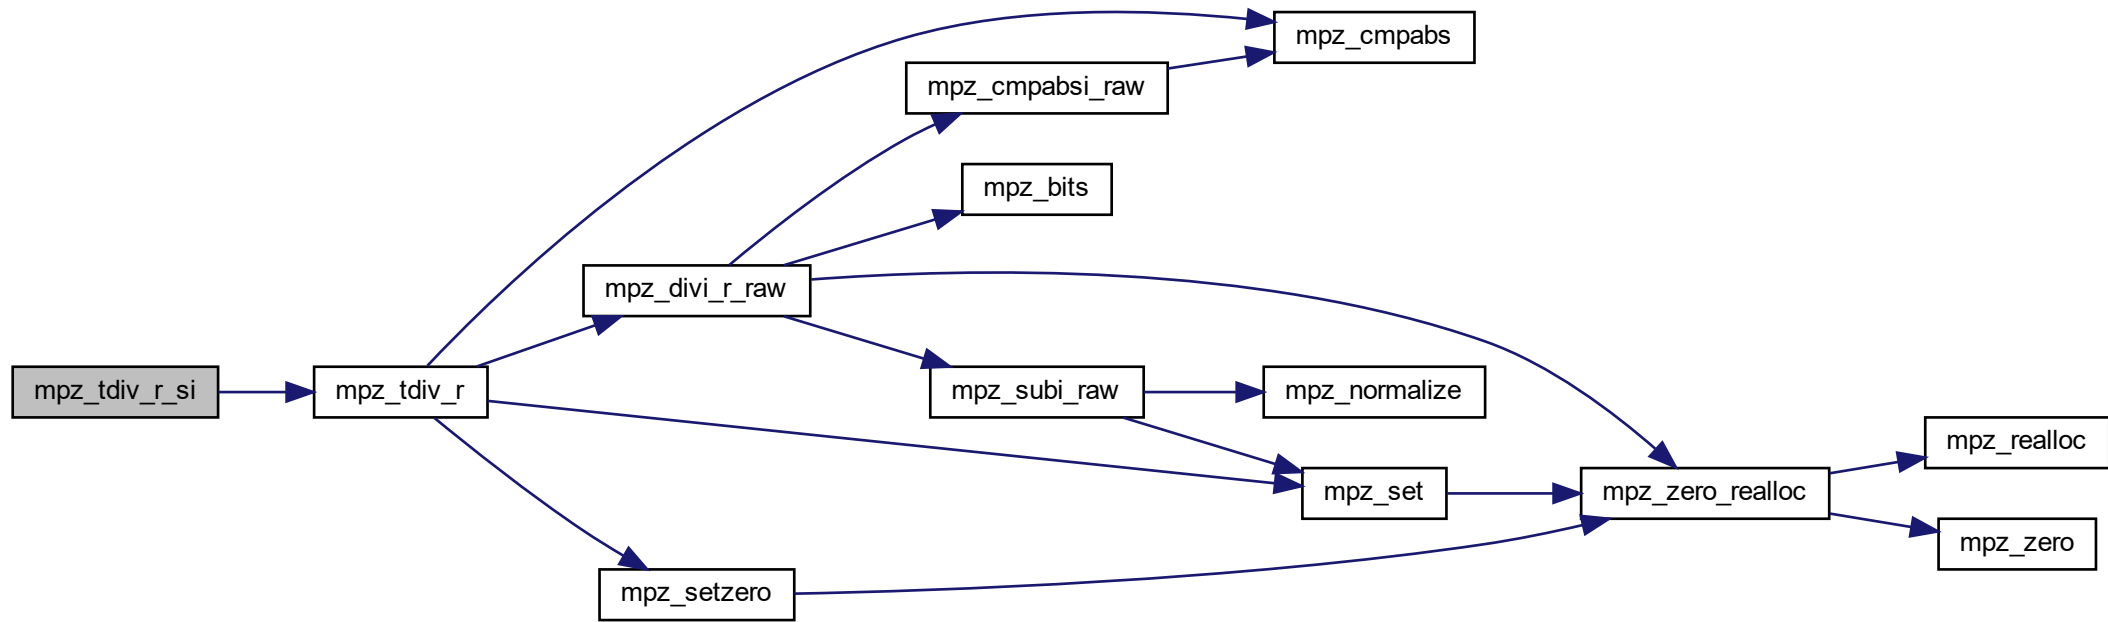 mpz_cmpabs
mpz_cmpabsi_raw
mpz_bits
mpz_divi_r_raw
mpz_tdiv_r_si
mpz_tdiv_r
mpz_subi_raw
mpz_normalize
mpz_realloc
mpz_set
mpz_zero_realloc
mpz_zero
mpz_setzero